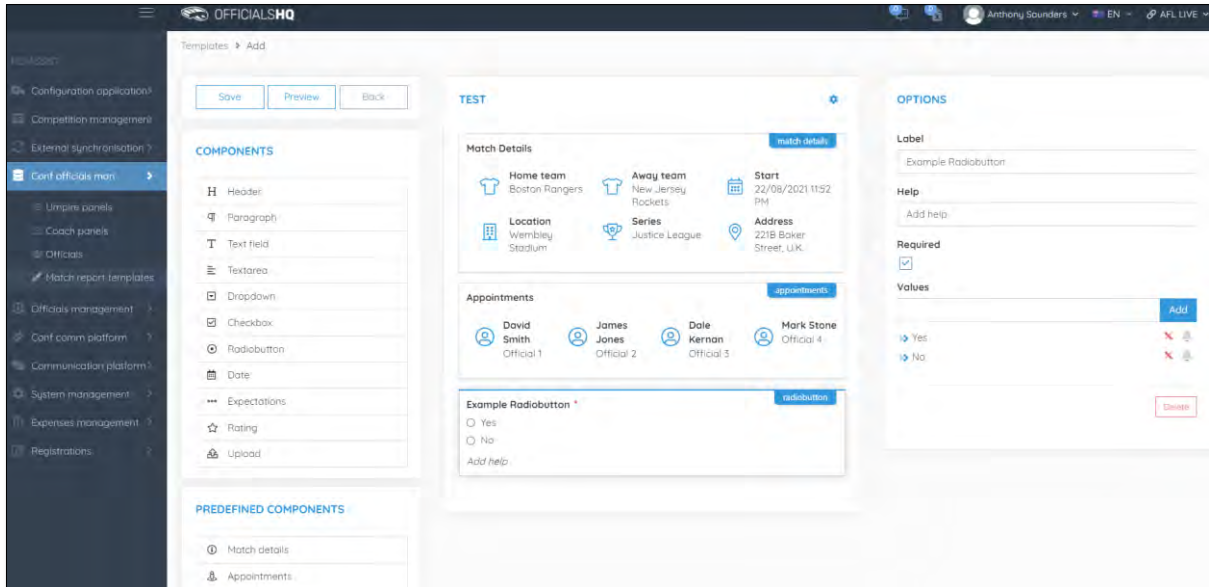 OFFICIALSHQ
Anthony Saunders
EN
AFL LIVE
Templates > Add
REFASSIST
Configuration application
Competition management
External synchronisation
Conf officials man
Umpire panels
Coach panels
Officials
Match report templates
Officials management
Conf comm platform
Communication platform
System management
Expenses management
Registrations
Save
Preview
Back
COMPONENTS
H Header
Paragraph
T Text field
Textarea
Dropdown
Checkbox
Radiobutton
Date
Expectations
Rating
Upload
PREDEFINED COMPONENTS
Match details
Appointments
TEST
match details
Match Details
Home team
Boston Rangers
Away team
New Jersey
Rockets
Start
22/08/2021 11:52
PM
Location
Wembley
Stadium
Series
Justice League
Address
221B Baker
Street, U.K.
appointments
Appointments
David
Smith
Official 1
James
Jones
Official 2
Dale
Kernan
Official 3
Mark Stone
Official 4
radiobutton
Example Radiobutton *
Yes
No
Add help
OPTIONS
Label
Example Radiobutton
Help
Add help
Required
Values
Add
Yes
No
Delete